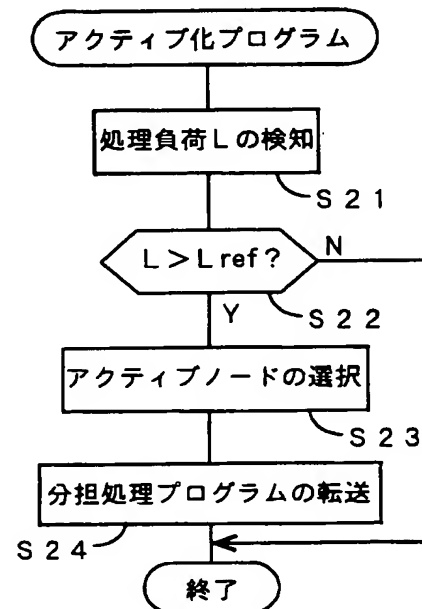 アクティブ化プログラム
処理負荷Lの検知
S21
L>Lref?
N
Y
S22
アクティブノードの選択
S23
分担処理プログラムの転送
S24
終了